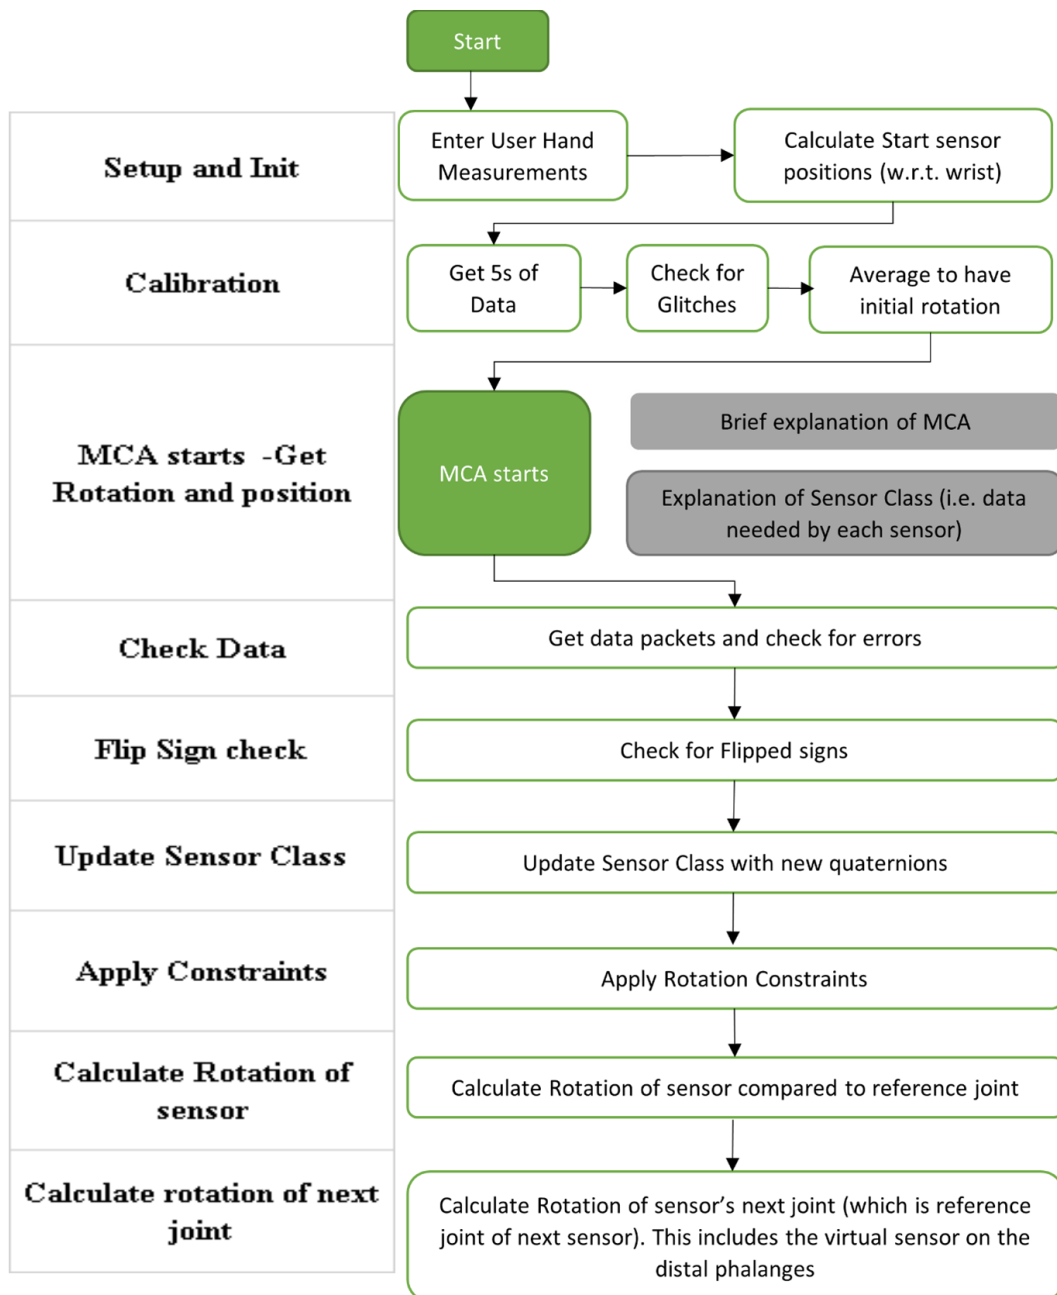 Start
Setup and Init
Enter User Hand
Measurements
Calculate Start sensor
positions (w.r.t. wrist)
Calibration
Get 5s of
Data
Check for
Glitches
Average to have
initial rotation
MCA starts  -Get
Rotation and position
MCA starts
Brief explanation of MCA
Explanation of Sensor Class (i.e. data
needed by each sensor)
Check Data
Get data packets and check for errors
Flip Sign check
Check for Flipped signs
Update Sensor Class
Update Sensor Class with new quaternions
Apply Constraints
Apply Rotation Constraints
Calculate Rotation of
sensor
Calculate Rotation of sensor compared to reference joint
Calculate rotation of next
joint
Calculate Rotation of sensor’s next joint (which is reference
joint of next sensor). This includes the virtual sensor on the
distal phalanges